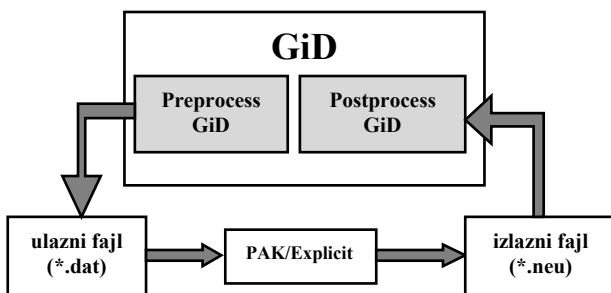 GiD
Preprocess
GiD
Postprocess
GiD
ulazni fajl
(*.dat)
PAK/Explicit
izlazni fajl
(*.neu)